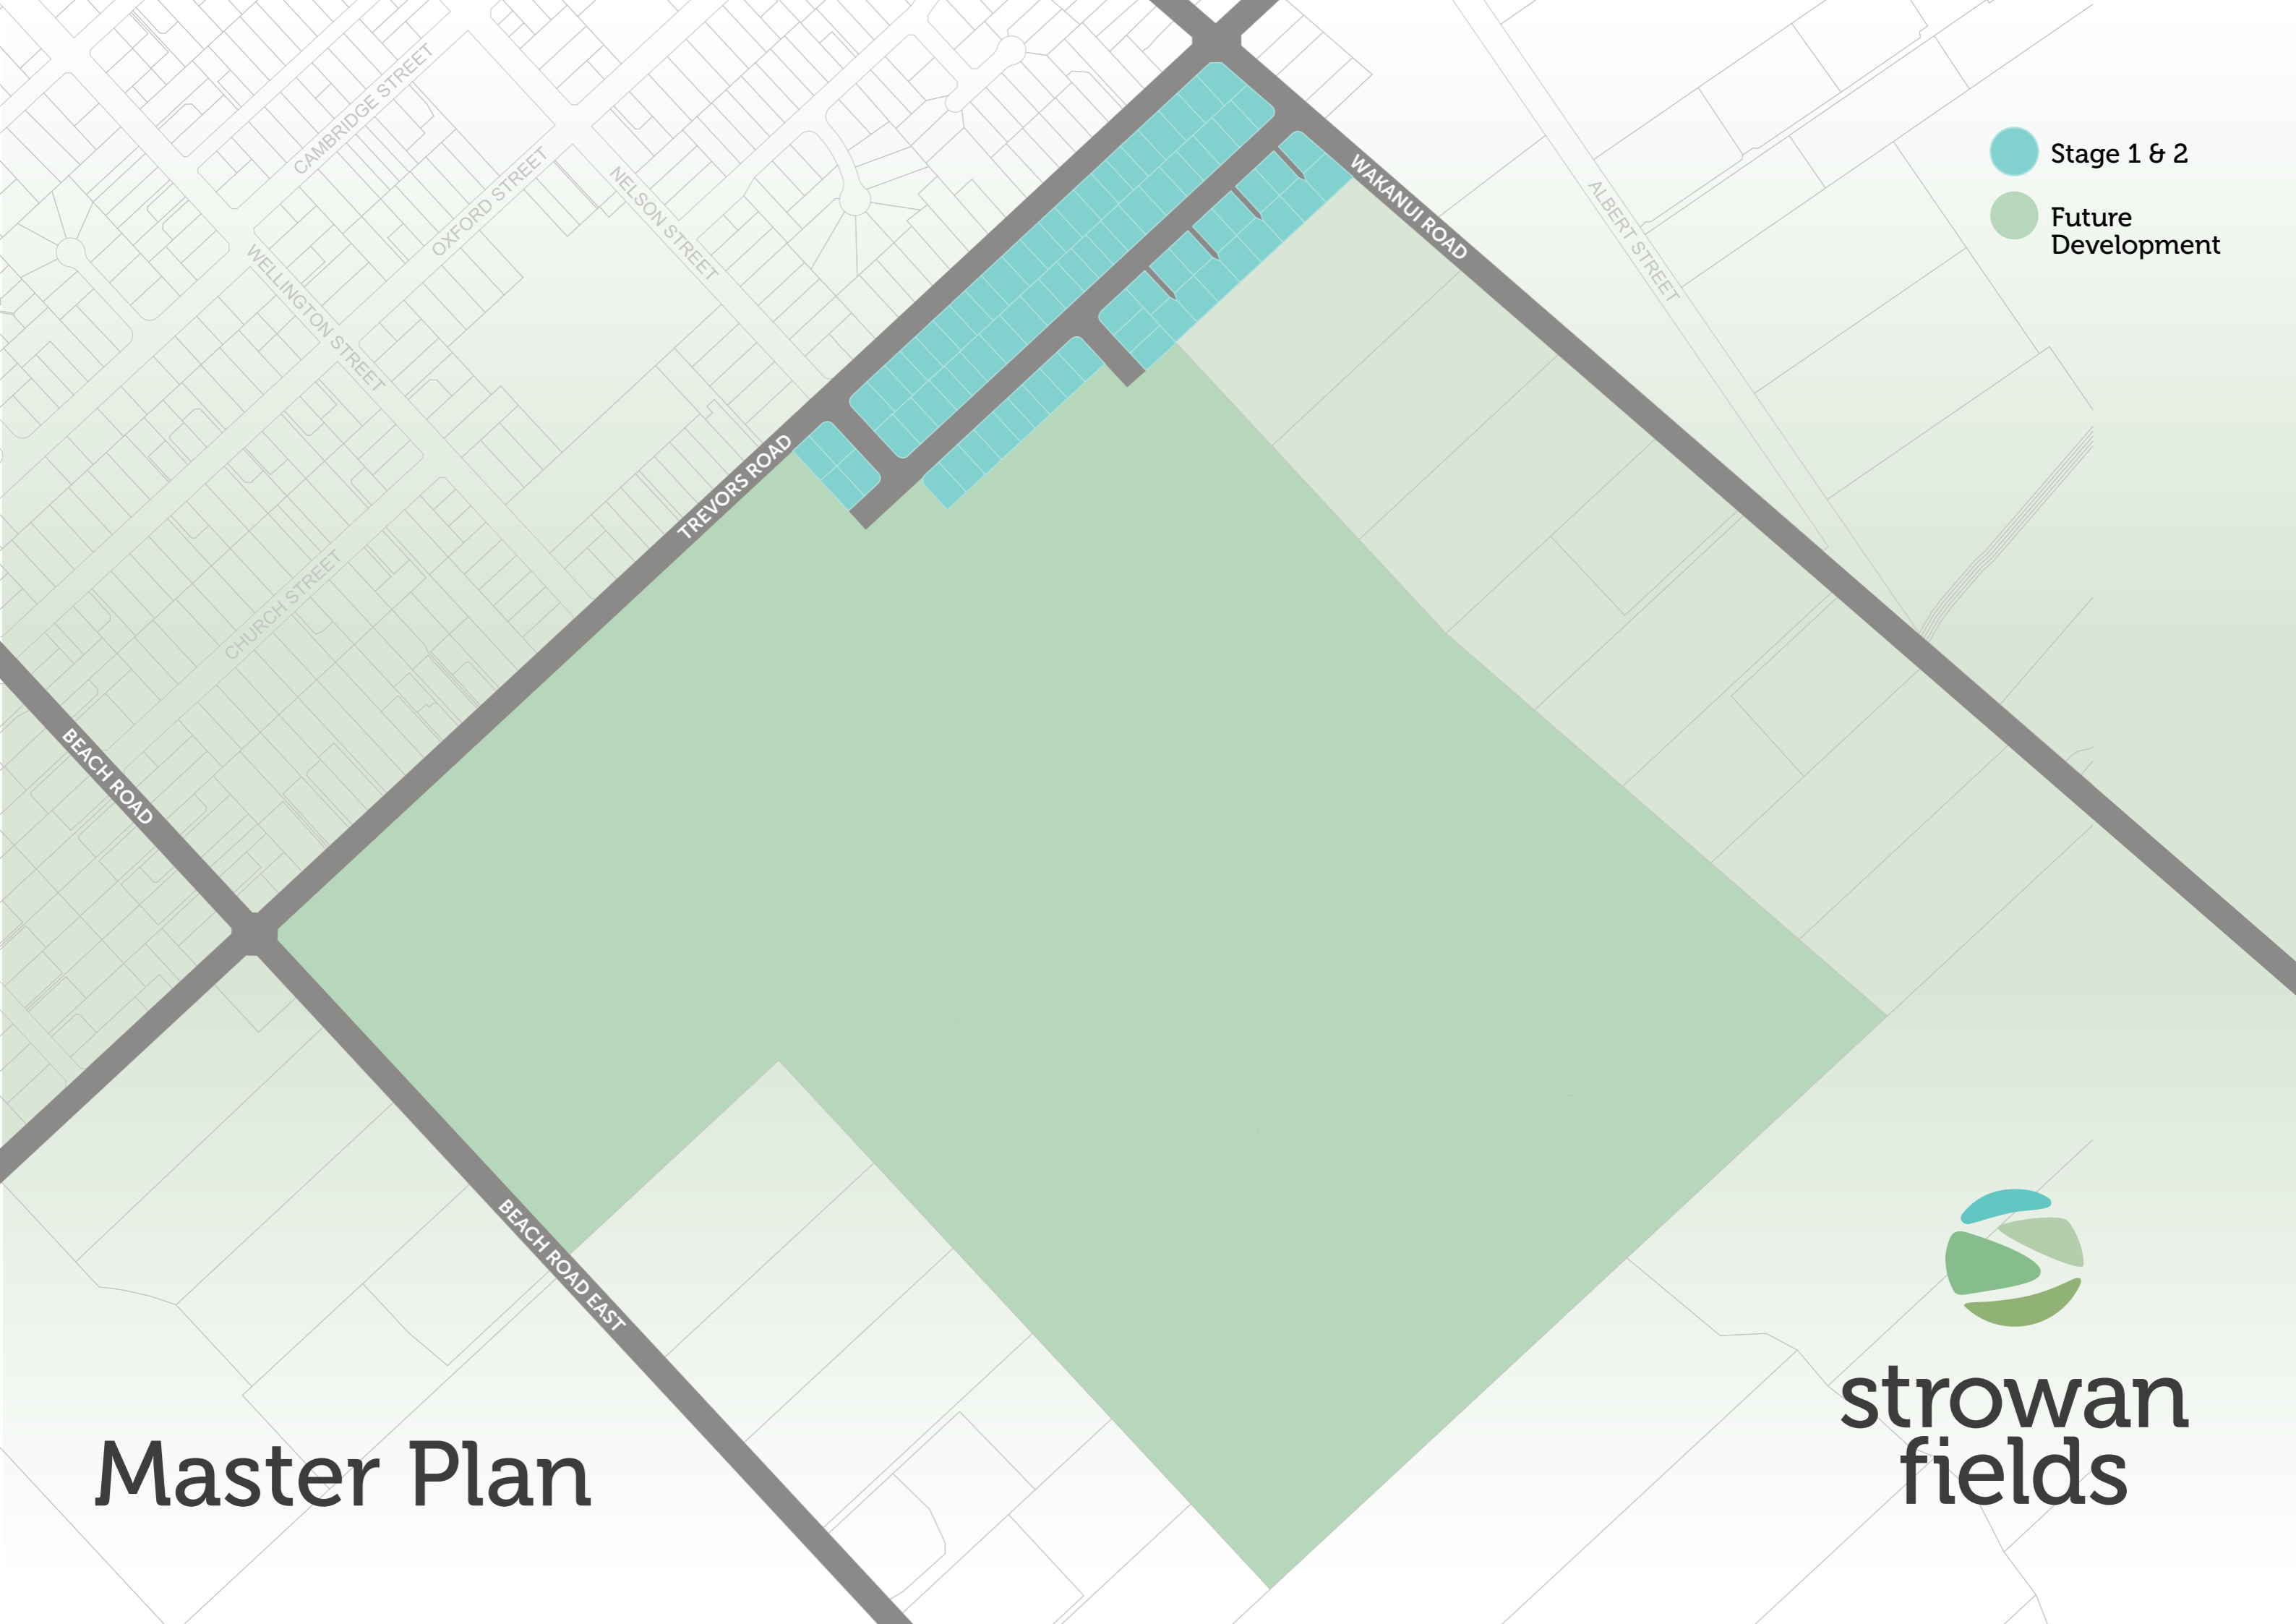 CAMBRIDGE STREET
OXFORD STREET
NELSON STREET
WELLINGTON STREET
CHURCH STREET
WAKANUI ROAD
ALBERT STREET
Stage 1 & 2
Future
Development
TREVORS ROAD
BEACH ROAD
BEACH ROAD EAST
Master Plan
strowan
fields